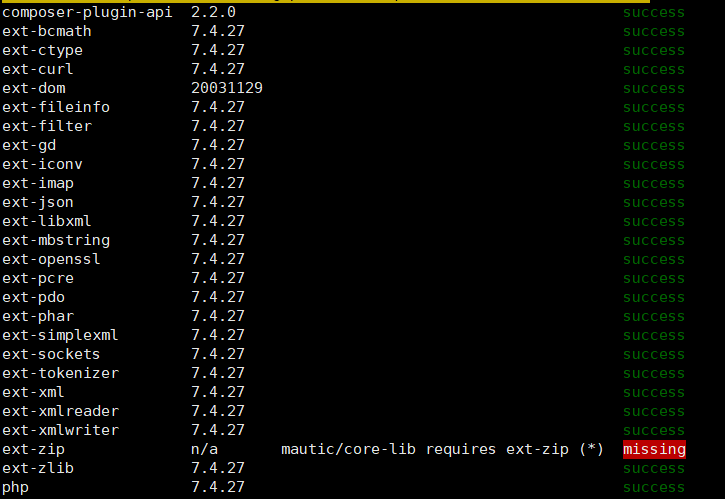 composer-plugin-api 2.2.0 success
ext-bcmath 7.4.27 success
ext-ctype 7.4.27 success
ext-curl 7.4.27 success
ext-dom 20031129 success
ext-fileinfo 7.4.27 success
ext-filter 7.4.27 success
ext-gd 7.4.27 success
ext-iconv 7.4.27 success
ext-imap 7.4.27 success
ext-json 7.4.27 success
ext-libxml 7.4.27 success
ext-mbstring 7.4.27 success
ext-openssl 7.4.27 success
ext-pcre 7.4.27 success
ext-pdo 7.4.27 success
ext-phar 7.4.27 success
ext-simplexml 7.4.27 success
ext-sockets 7.4.27 success
ext-tokenizer 7.4.27 success
ext-xml 7.4.27 success
ext-xmlreader 7.4.27 success
ext-xmlwriter 7.4.27 success
ext-zip n/a mautic/core-lib requires ext-zip (*) missing
ext-zlib 7.4.27 success
php 7.4.27 success